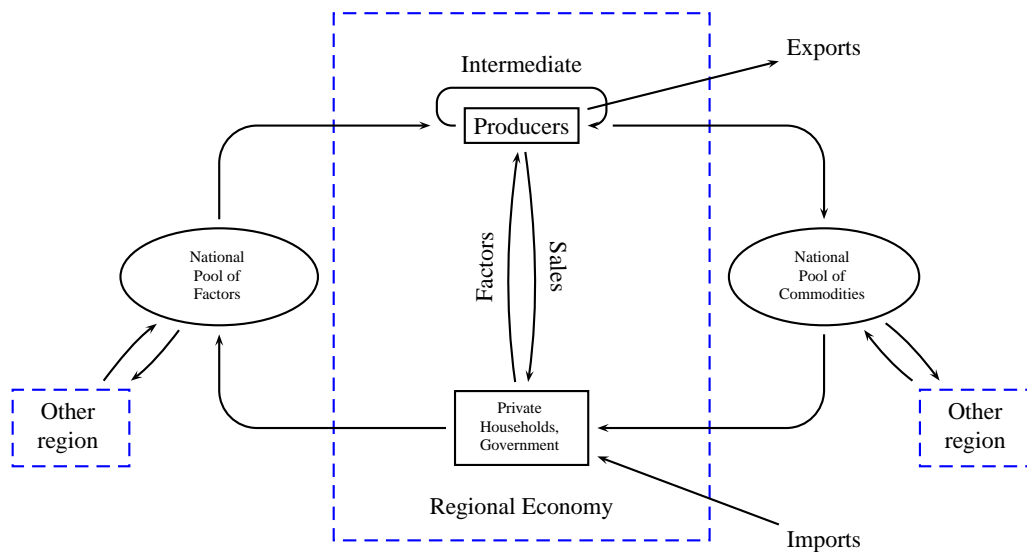 Exports
Intermediate
Producers
National
Pool of
Factors
Factors
Sales
National
Pool of
Commodities
Other
region
Private
Households,
Government
Other
region
Regional Economy
Imports